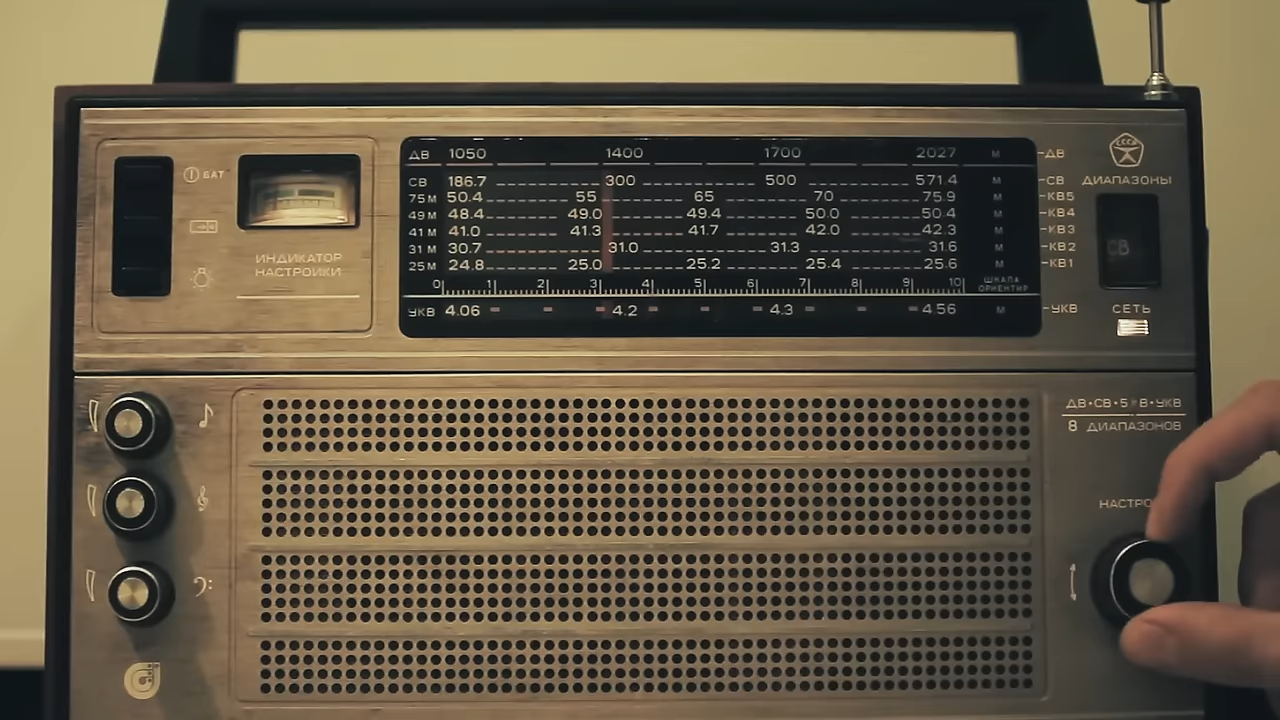 БАТ
ИНДИКАТОР
НАСТРОЙКИ
ДВ 1050 1400 1700 2027 М
СВ 186.7 300 500 571.4 М
75 М 50.4 55 65 70 75.9 М
49 М 48.4 49.0 49.4 50.0 50.4 М
41 М 41.0 41.3 41.7 42.0 42.3 М
31 М 30.7 31.0 31.3 31.6 М
25 М 24.8 25.0 25.2 25.4 25.6 М
0 1 2 3 4 5 6 7 8 9 10 ШКАЛА
ОРИЕНТИР
УКВ 4.06 4.2 4.3 4.56 М
ДВ
СВ
КВ5
КВ4
КВ3
КВ2
КВ1
УКВ
СССР
ДИАПАЗОНЫ
СВ
СЕТЬ
ДВ•СВ•5 КВ•УКВ
8 ДИАПАЗОНОВ